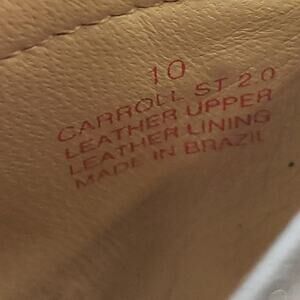 10
CARROLL ST 2.0
LEATHER UPPER
LEATHER LINING
MADE IN BRAZIL